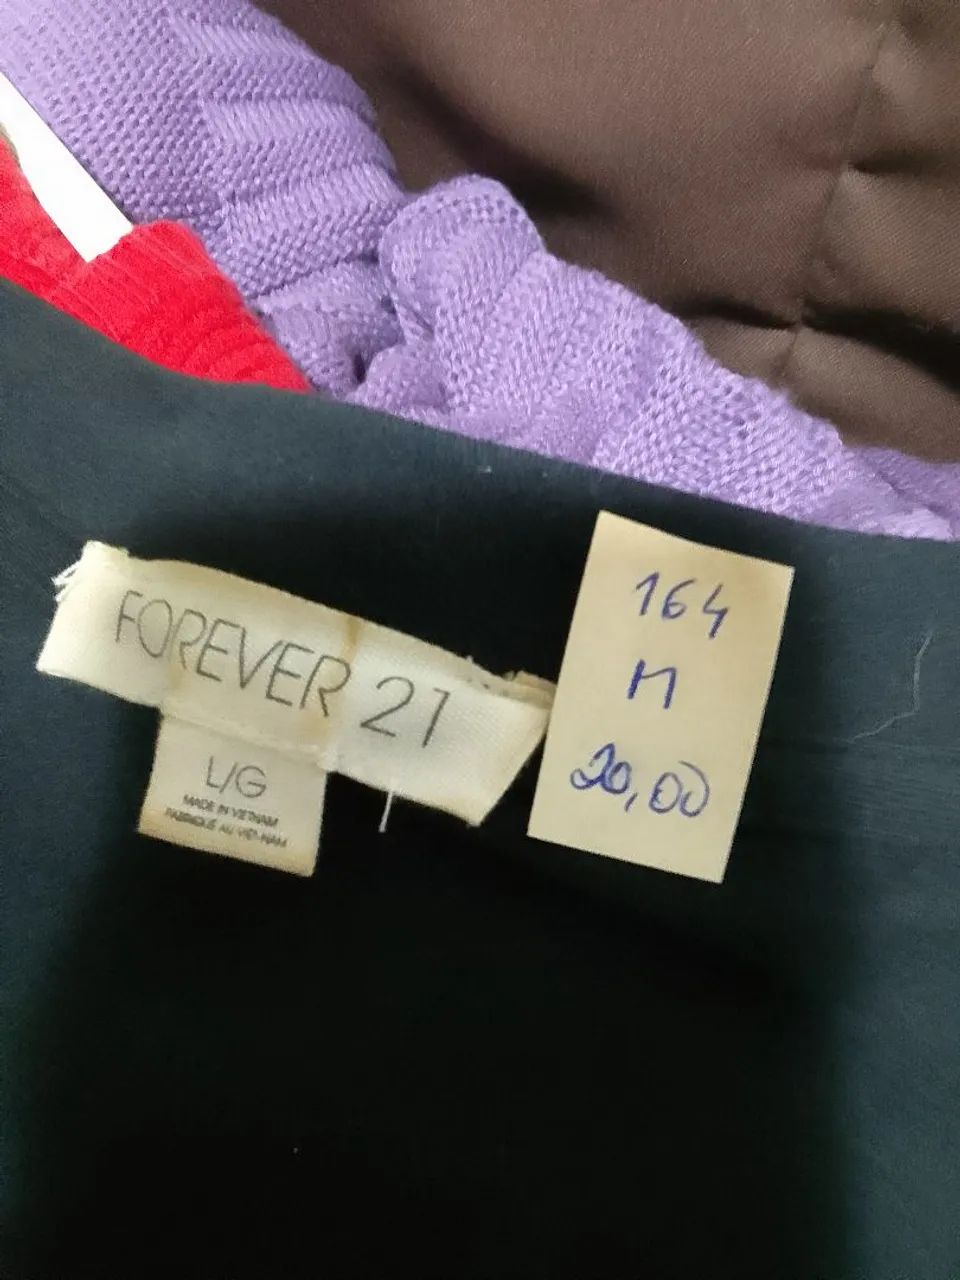 FOREVER 21
L/G
MADE IN VIETNAM
FABRIQUÉ AU VIET-NAM
164
M
20,00